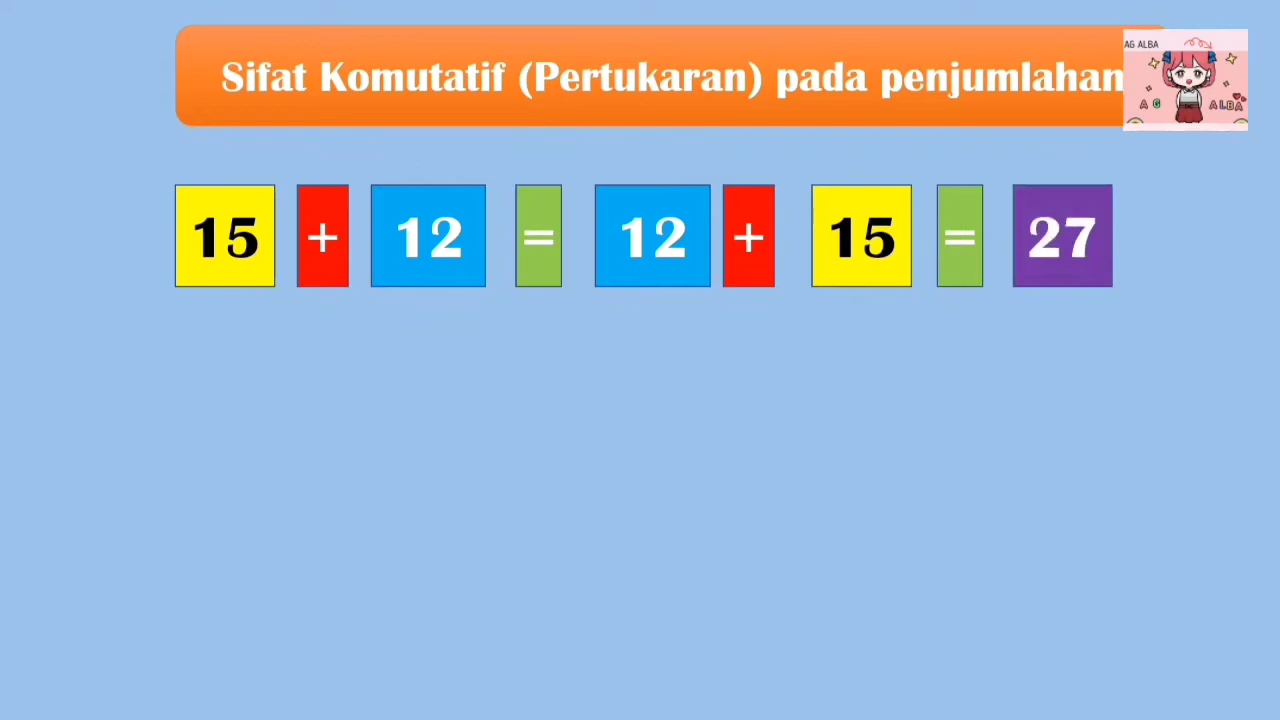 Sifat Komutatif (Pertukaran) pada penjumlahan
AG ALBA
A G ALBA
15 + 12 = 12 + 15 = 27